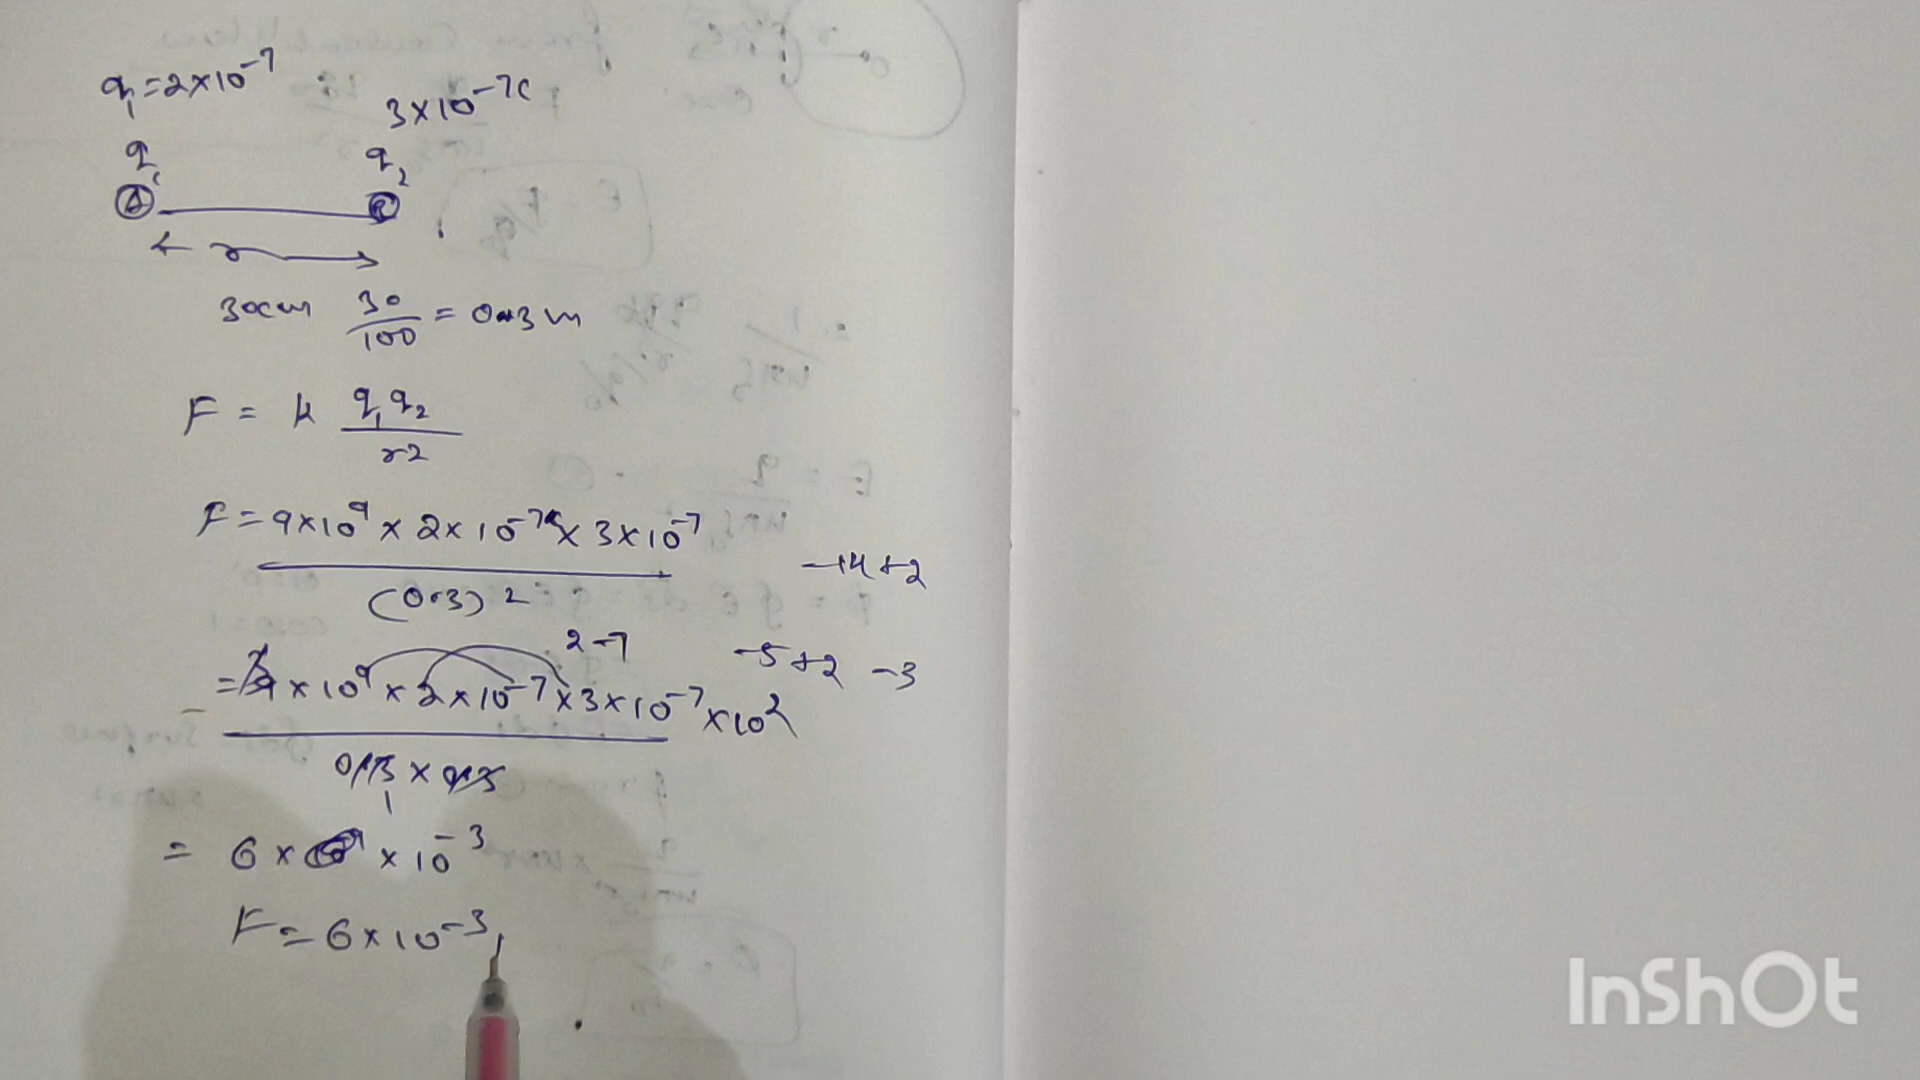 q₁=2×10⁻⁷
3×10⁻⁷C
q₁ q₂
A
r
30cm 30/100 = 0.3m
F = k q₁q₂/r2
F = 9×10⁹ × 2×10⁻⁷ × 3×10⁻⁷
(0.3)2
-14+2
2-7
-5+2 -3
= 9×10⁹ × 2×10⁻⁷ × 3×10⁻⁷ ×10²
0.3 × 0.3
1
= 6 × ×10⁻³
F = 6×10⁻³
InShOt